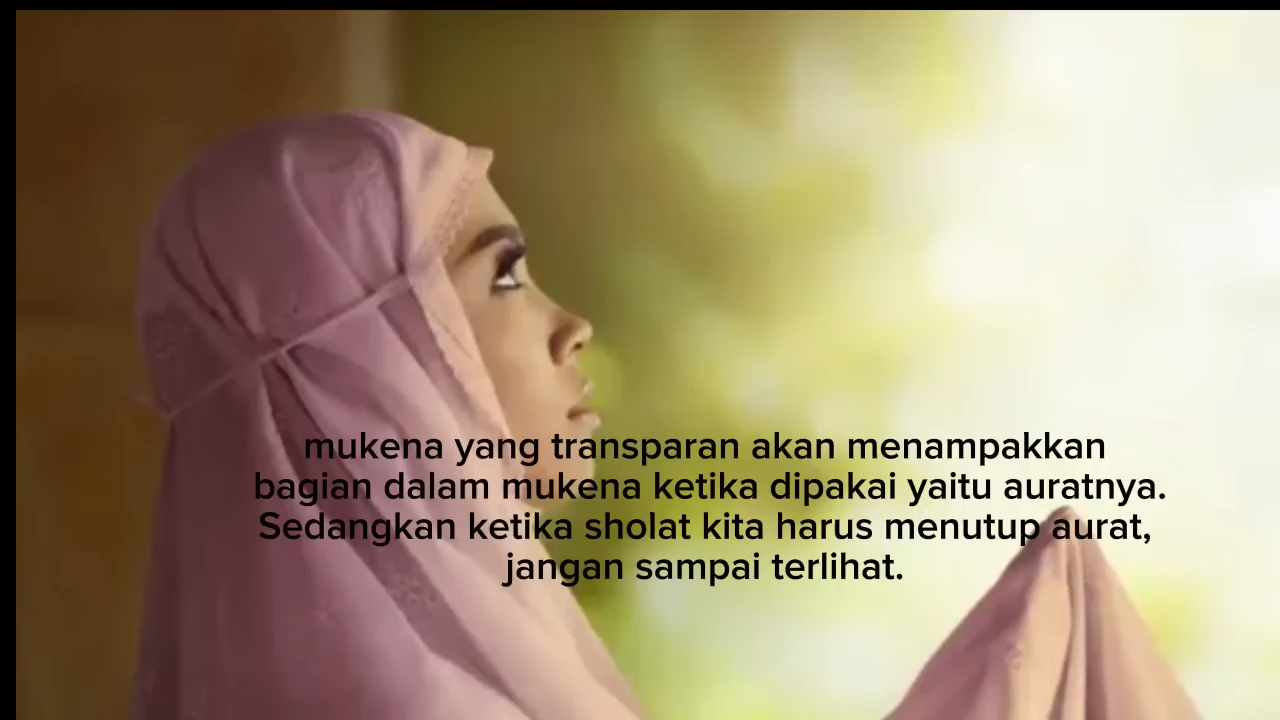 mukena yang transparan akan menampakkan
bagian dalam mukena ketika dipakai yaitu auratnya.
Sedangkan ketika sholat kita harus menutup aurat,
jangan sampai terlihat.